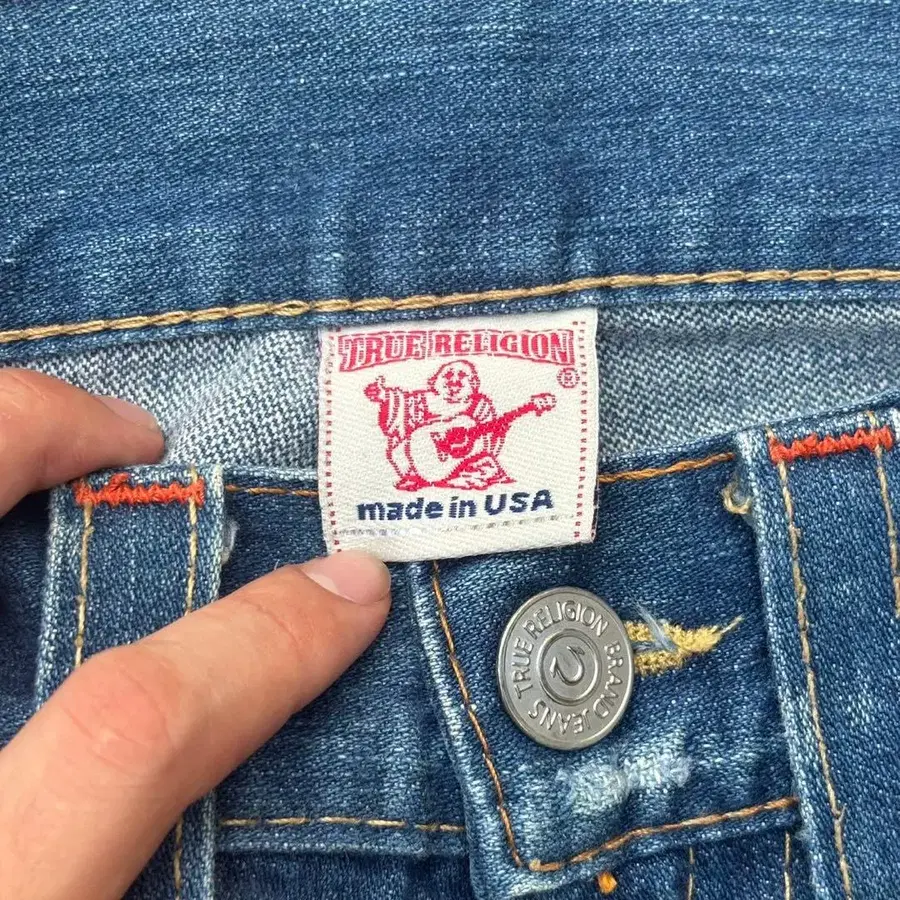 TRUE RELIGION
®
made in USA
TRUE RELIGION BRAND JEANS